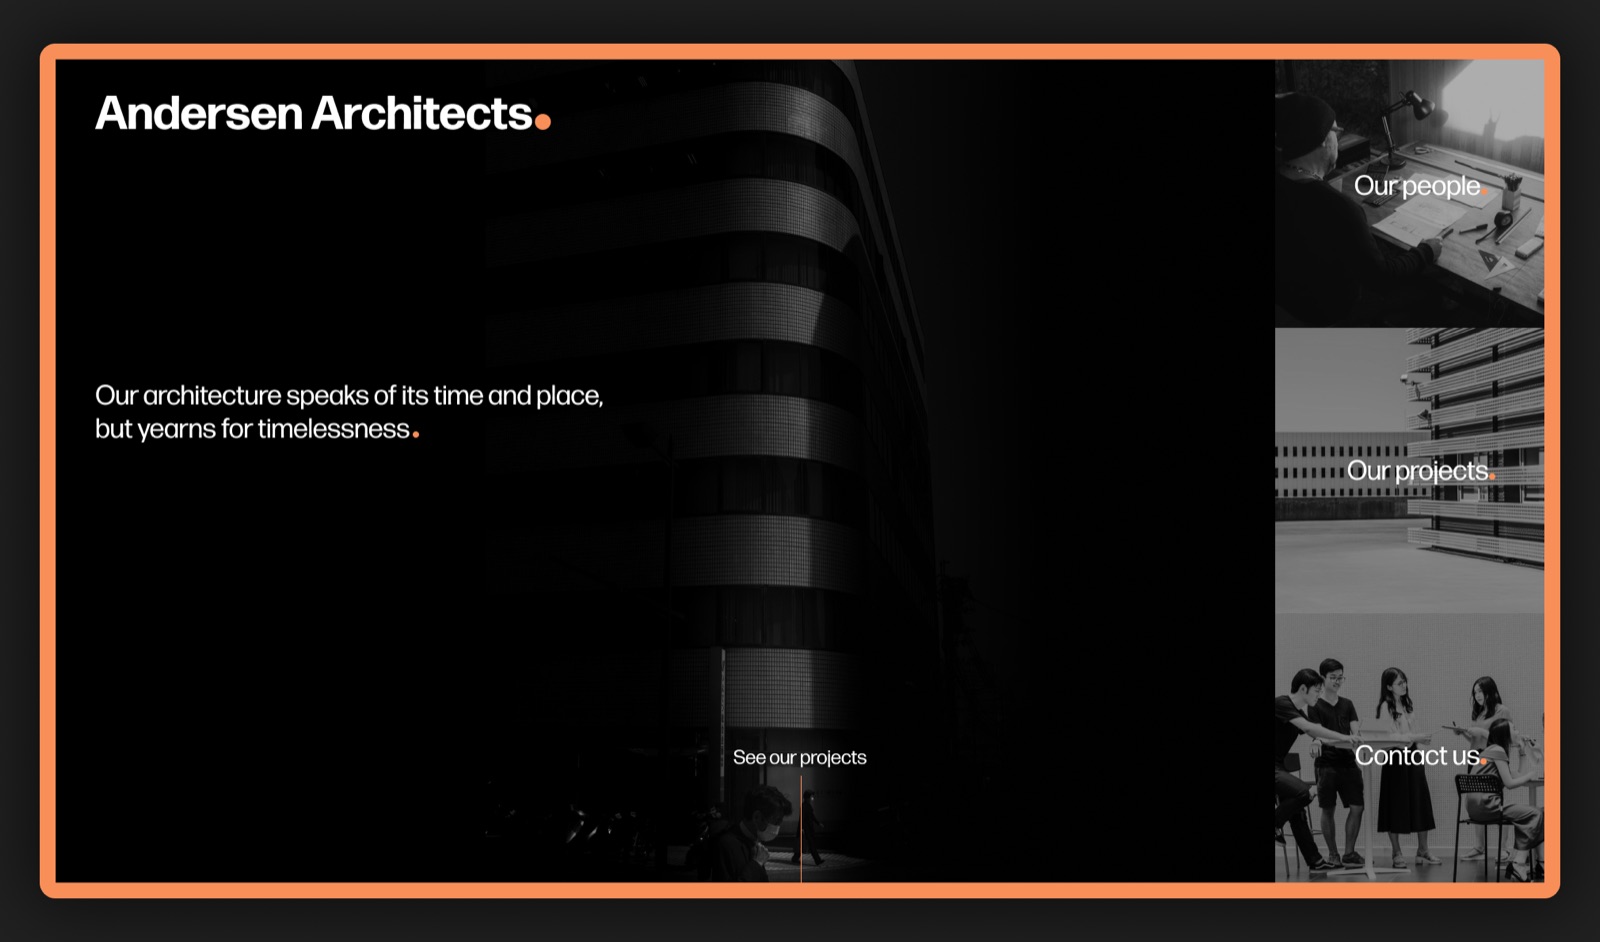 Andersen Architects.
Our architecture speaks of its time and place,
but yearns for timelessness.
See our projects
Our people.
Our projects.
Contact us.